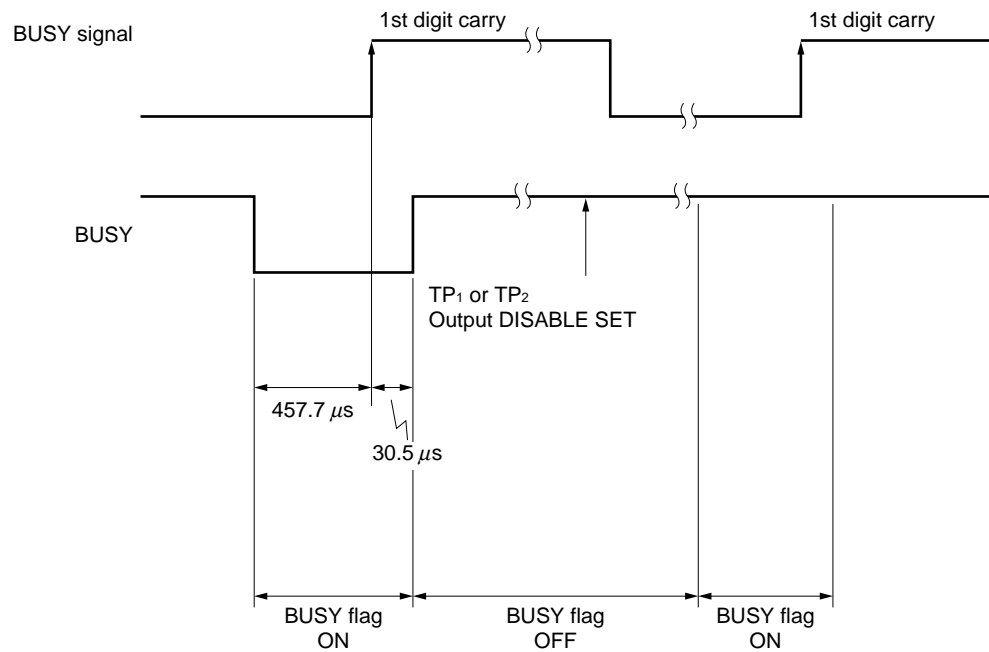 1st digit carry
1st digit carry
BUSY signal
BUSY
TP1 or TP2
Output DISABLE SET
457.7 μs
30.5 μs
BUSY flag
ON
BUSY flag
OFF
BUSY flag
ON